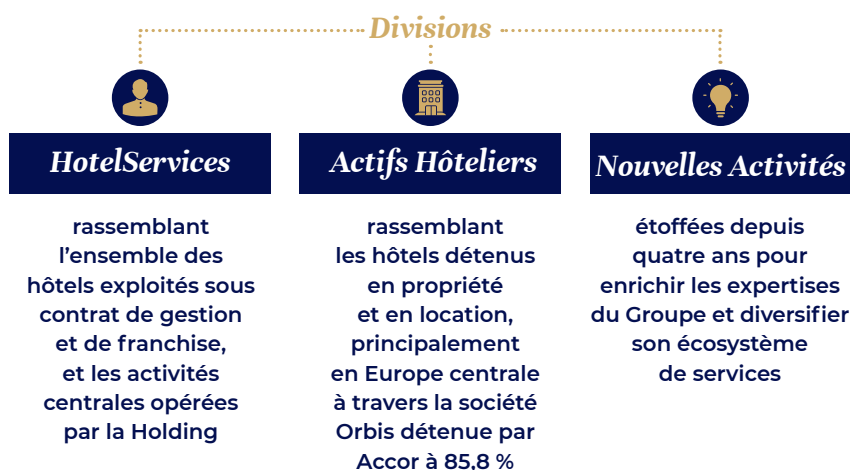 Divisions
HotelServices
rassemblant
l’ensemble des
hôtels exploités sous
contrat de gestion
et de franchise,
et les activités
centrales opérées
par la Holding
Actifs Hôteliers
rassemblant
les hôtels détenus
en propriété
et en location,
principalement
en Europe centrale
à travers la société
Orbis détenue par
Accor à 85,8 %
Nouvelles Activités
étoffées depuis
quatre ans pour
enrichir les expertises
du Groupe et diversifier
son écosystème
de services